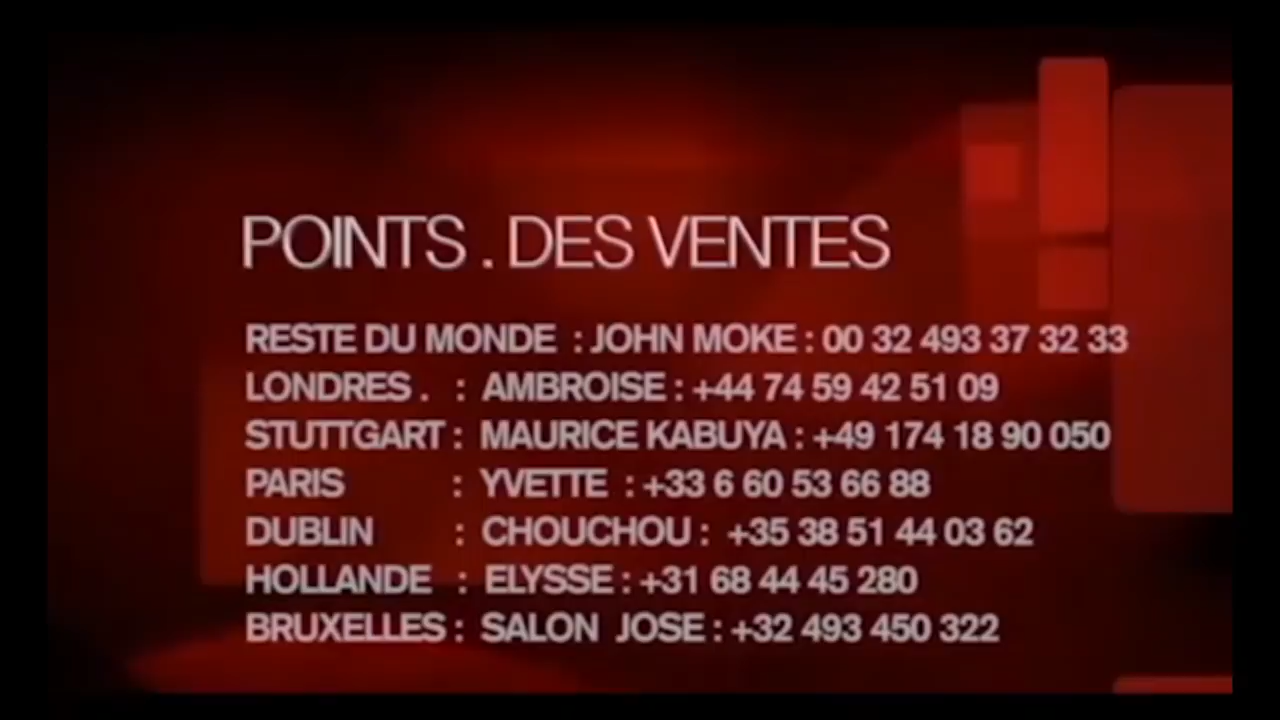 POINTS . DES VENTES
RESTE DU MONDE : JOHN MOKE : 00 32 493 37 32 33
LONDRES . : AMBROISE : +44 74 59 42 51 09
STUTTGART : MAURICE KABUYA : +49 174 18 90 050
PARIS : YVETTE : +33 6 60 53 66 88
DUBLIN : CHOUCHOU : +35 38 51 44 03 62
HOLLANDE : ELYSSE : +31 68 44 45 280
BRUXELLES : SALON JOSE : +32 493 450 322